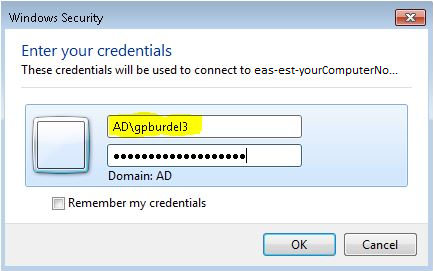 Windows Security
Enter your credentials
These credentials will be used to connect to eas-est-yourComputerNo...
AD\gpburdel3
●●●●●●●●●●●●●●●●●●●
Domain: AD
Remember my credentials
OK
Cancel